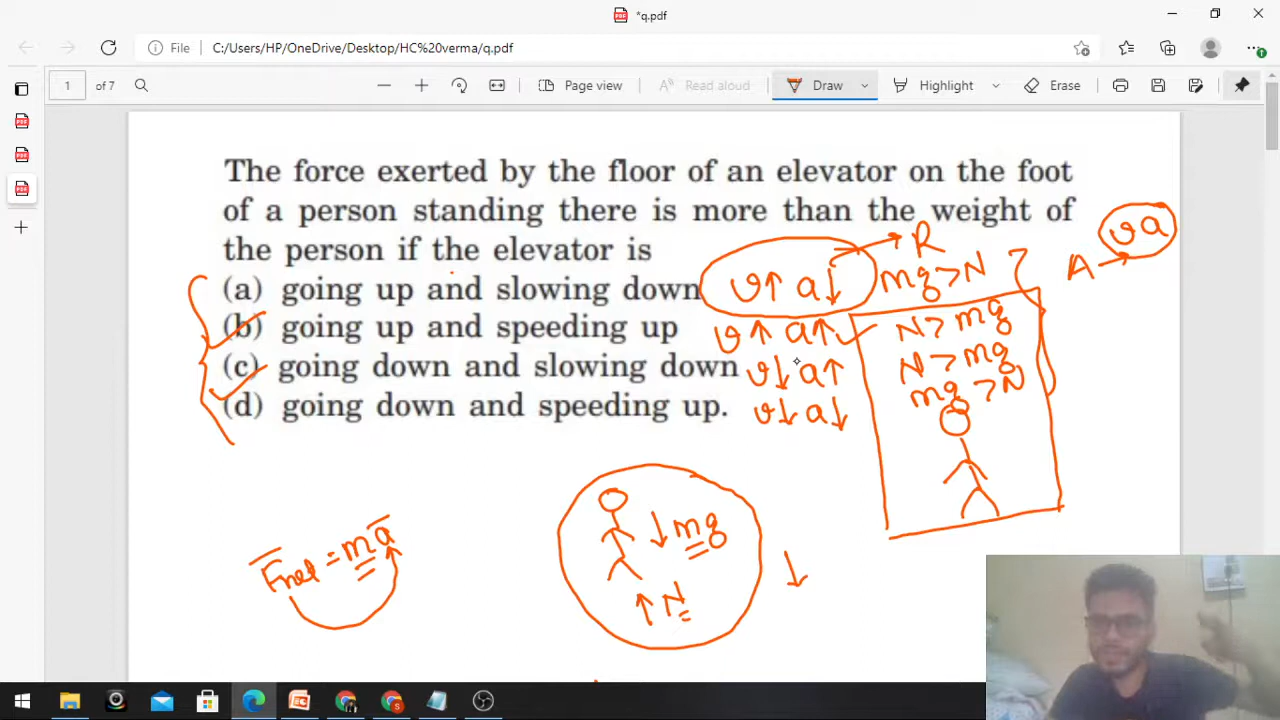 *q.pdf
File C:/Users/HP/OneDrive/Desktop/HC%20verma/q.pdf
1 of 7 Page view Read aloud Draw Highlight Erase
The force exerted by the floor of an elevator on the foot
of a person standing there is more than the weight of
the person if the elevator is
(a) going up and slowing down
(b) going up and speeding up
(c) going down and slowing down
(d) going down and speeding up.
v↑ a↓ R mg>N ? A va
v↑ a↑ N>mg
v↓ a↑ N>mg
v↓ a↓ mg>N
Fnet=ma
↓mg
↑N